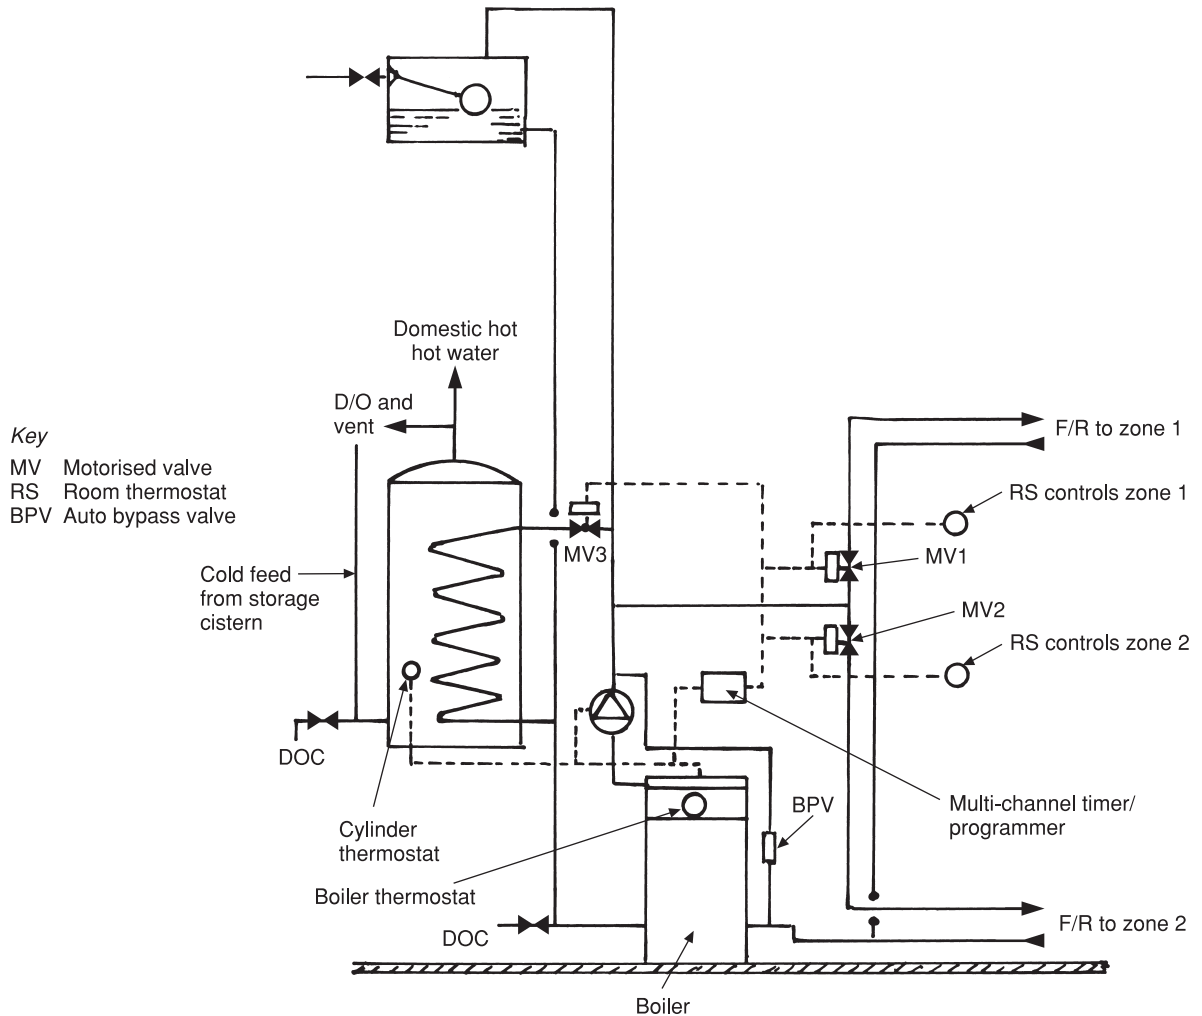 Domestic hot
hot water
D/O and
vent
Key
MV Motorised valve
RS Room thermostat
BPV Auto bypass valve
F/R to zone 1
RS controls zone 1
MV3
MV1
Cold feed
from storage
cistern
MV2
RS controls zone 2
DOC
Multi-channel timer/
programmer
BPV
Cylinder
thermostat
Boiler thermostat
DOC
F/R to zone 2
Boiler